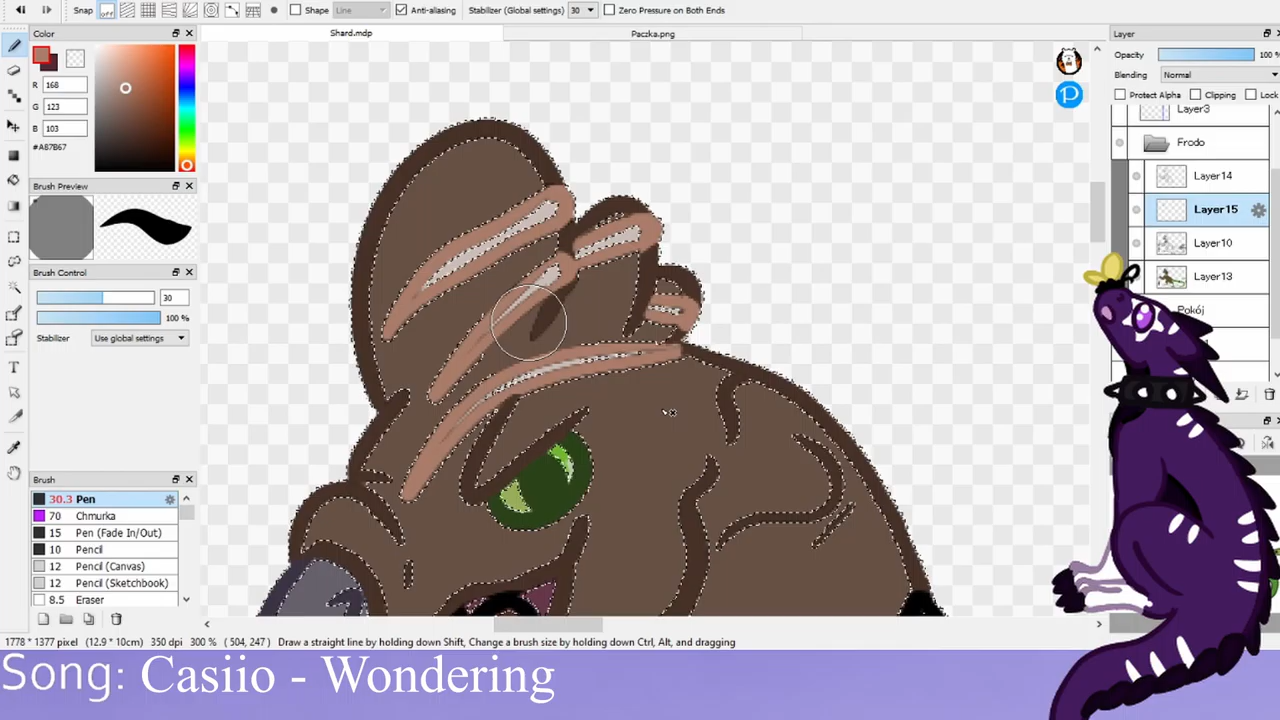 Snap off Shape Line Anti-aliasing Stabilizer (Global settings) 30 Zero Pressure on Both Ends
Color
Shard.mdp
Paczka.png
Layer
Opacity 100 %
Blending Normal
Protect Alpha Clipping Lock
R 168
G 123
B 103
#A87B67
Layer3
Frodo
Layer14
Layer15
Layer10
Layer13
Pokój
Brush Preview
Brush Control
30
100 %
Stabilizer Use global settings
Brush
30.3 Pen
70 Chmurka
15 Pen (Fade In/Out)
10 Pencil
12 Pencil (Canvas)
12 Pencil (Sketchbook)
8.5 Eraser
1778 * 1377 pixel (12.9 * 10cm) 350 dpi 300 % ( 504, 247 ) Draw a straight line by holding down Shift, Change a brush size by holding down Ctrl, Alt, and dragging
Song: Casiio - Wondering